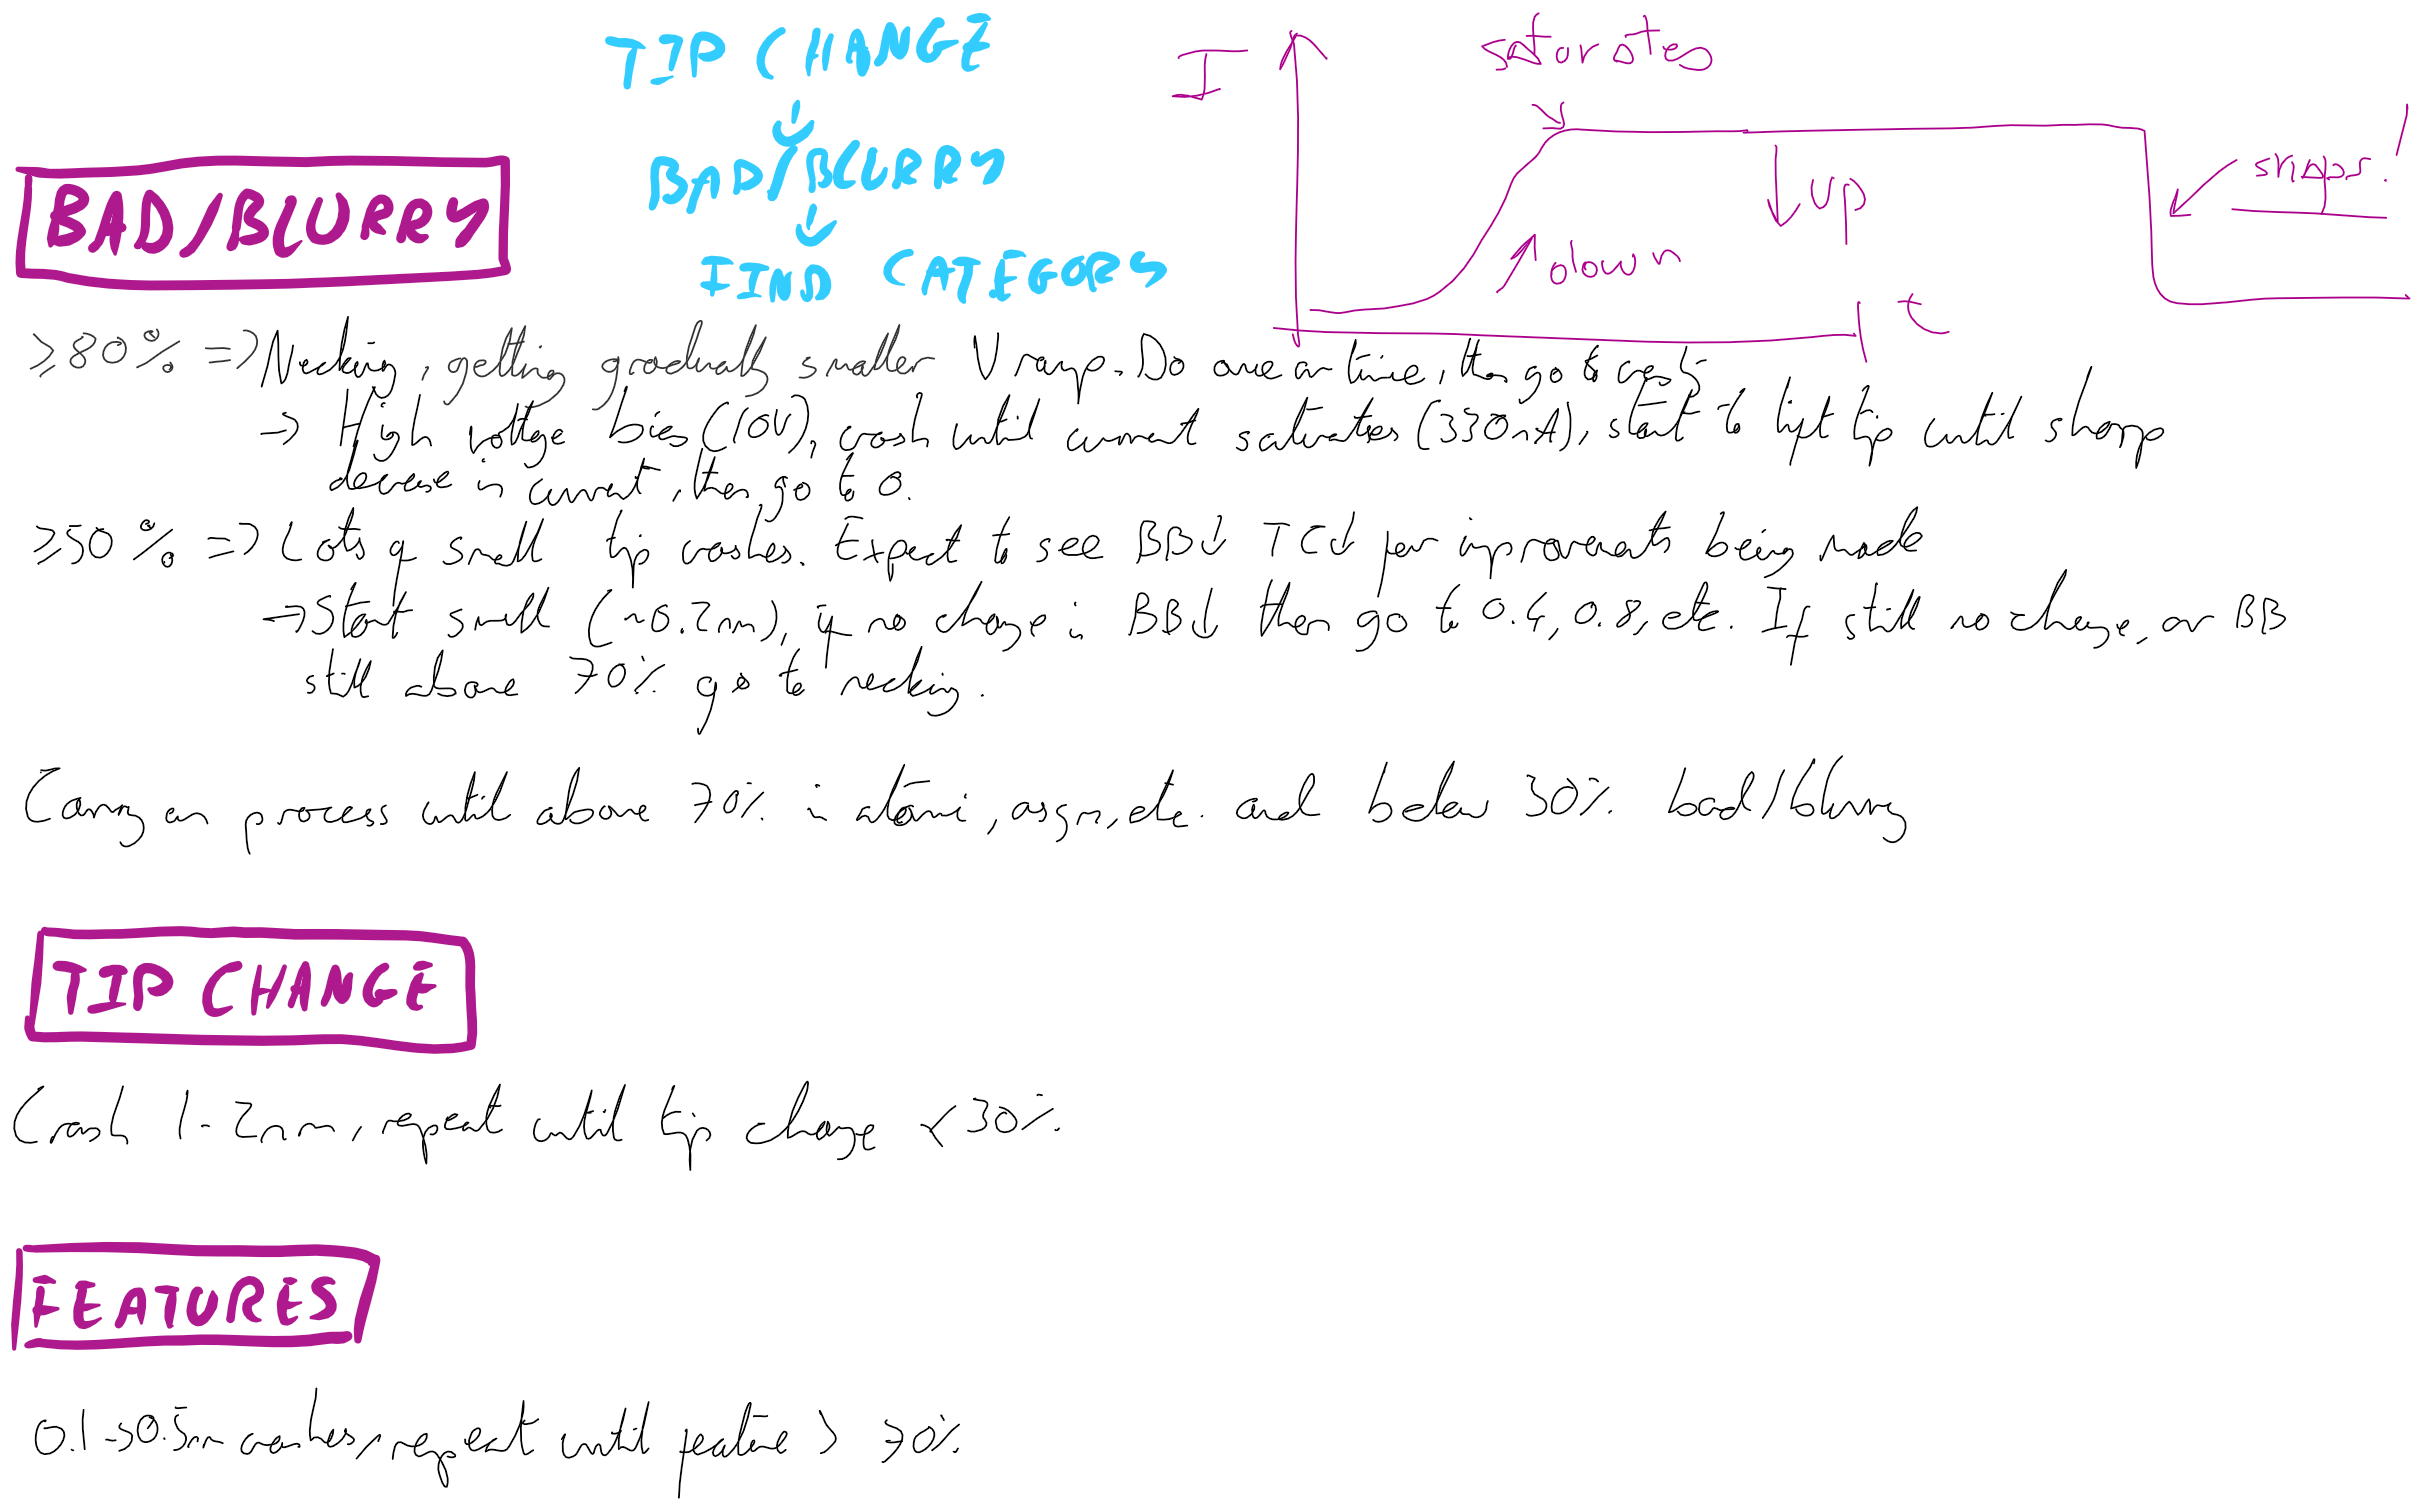 TIP CHANGE
BAD/BLURRY
FIND CATEGORY
I
saturates
down
up
snaps!
t
BAD/BLURRY
≥80% => Necking, getting gradually smaller V ramp. Do one at time, then go to
→ High voltage bias (10V), crash until current saturates (330nA), start to lift tip until sharp
decrease in current, then go to 0.
≥50% => Lots of small tip crashes. Expect to see BB↓ TC↓ for improvements being made
→ Start small (~0.2nm), if no change in BB↓ then go to 0.4, 0.8, etc. If still no change, or BB
still above 70% go to necking.
Carry on process until above 70% in atomic, asym, etc. and below 30% bad/blurry
TIP CHANGE
Crash 1-2nm, repeat until tip change <30%
FEATURES
0.1->0.5nm crashes, repeat until feature > 70%